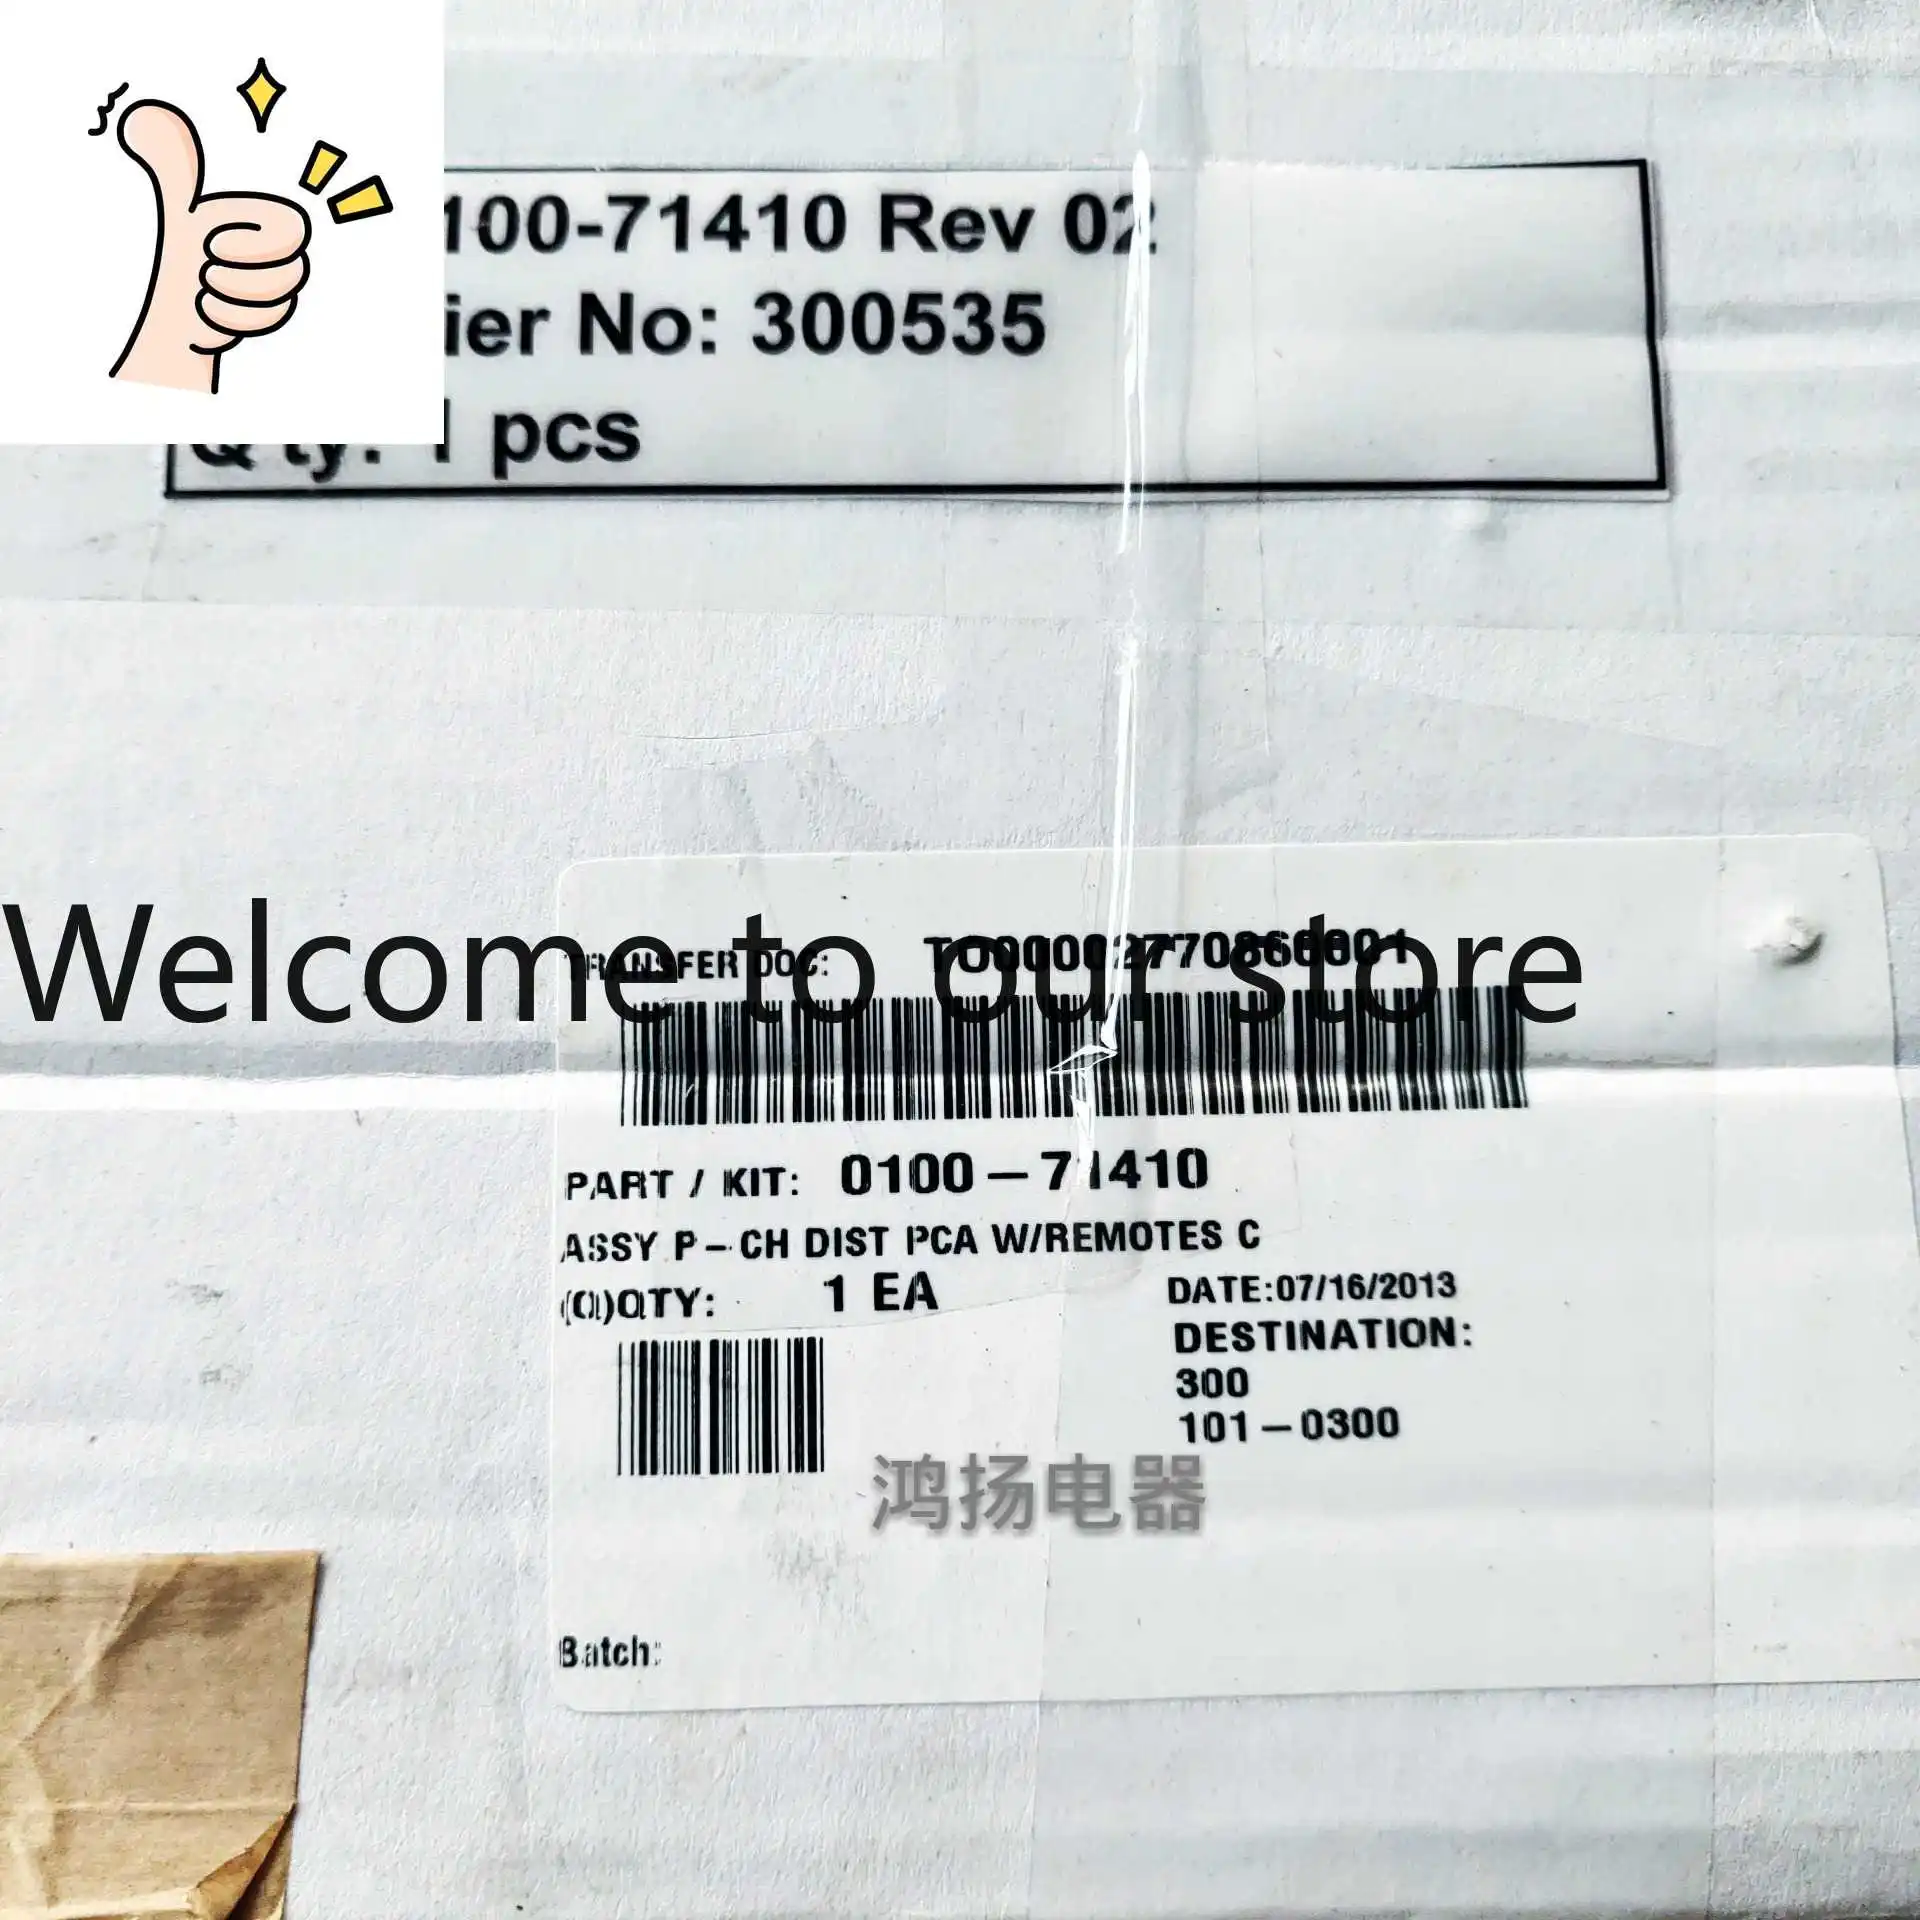 100-71410 Rev 02
ier No: 300535
Qty: 1 pcs
Welcome to our store
TRANSFER DOC:
PART / KIT: 0100-71410
ASSY P-CH DIST PCA W/REMOTES C
(Q)QTY: 1 EA
DATE:07/16/2013
DESTINATION:
300
101-0300
鸿扬电器
Batch: